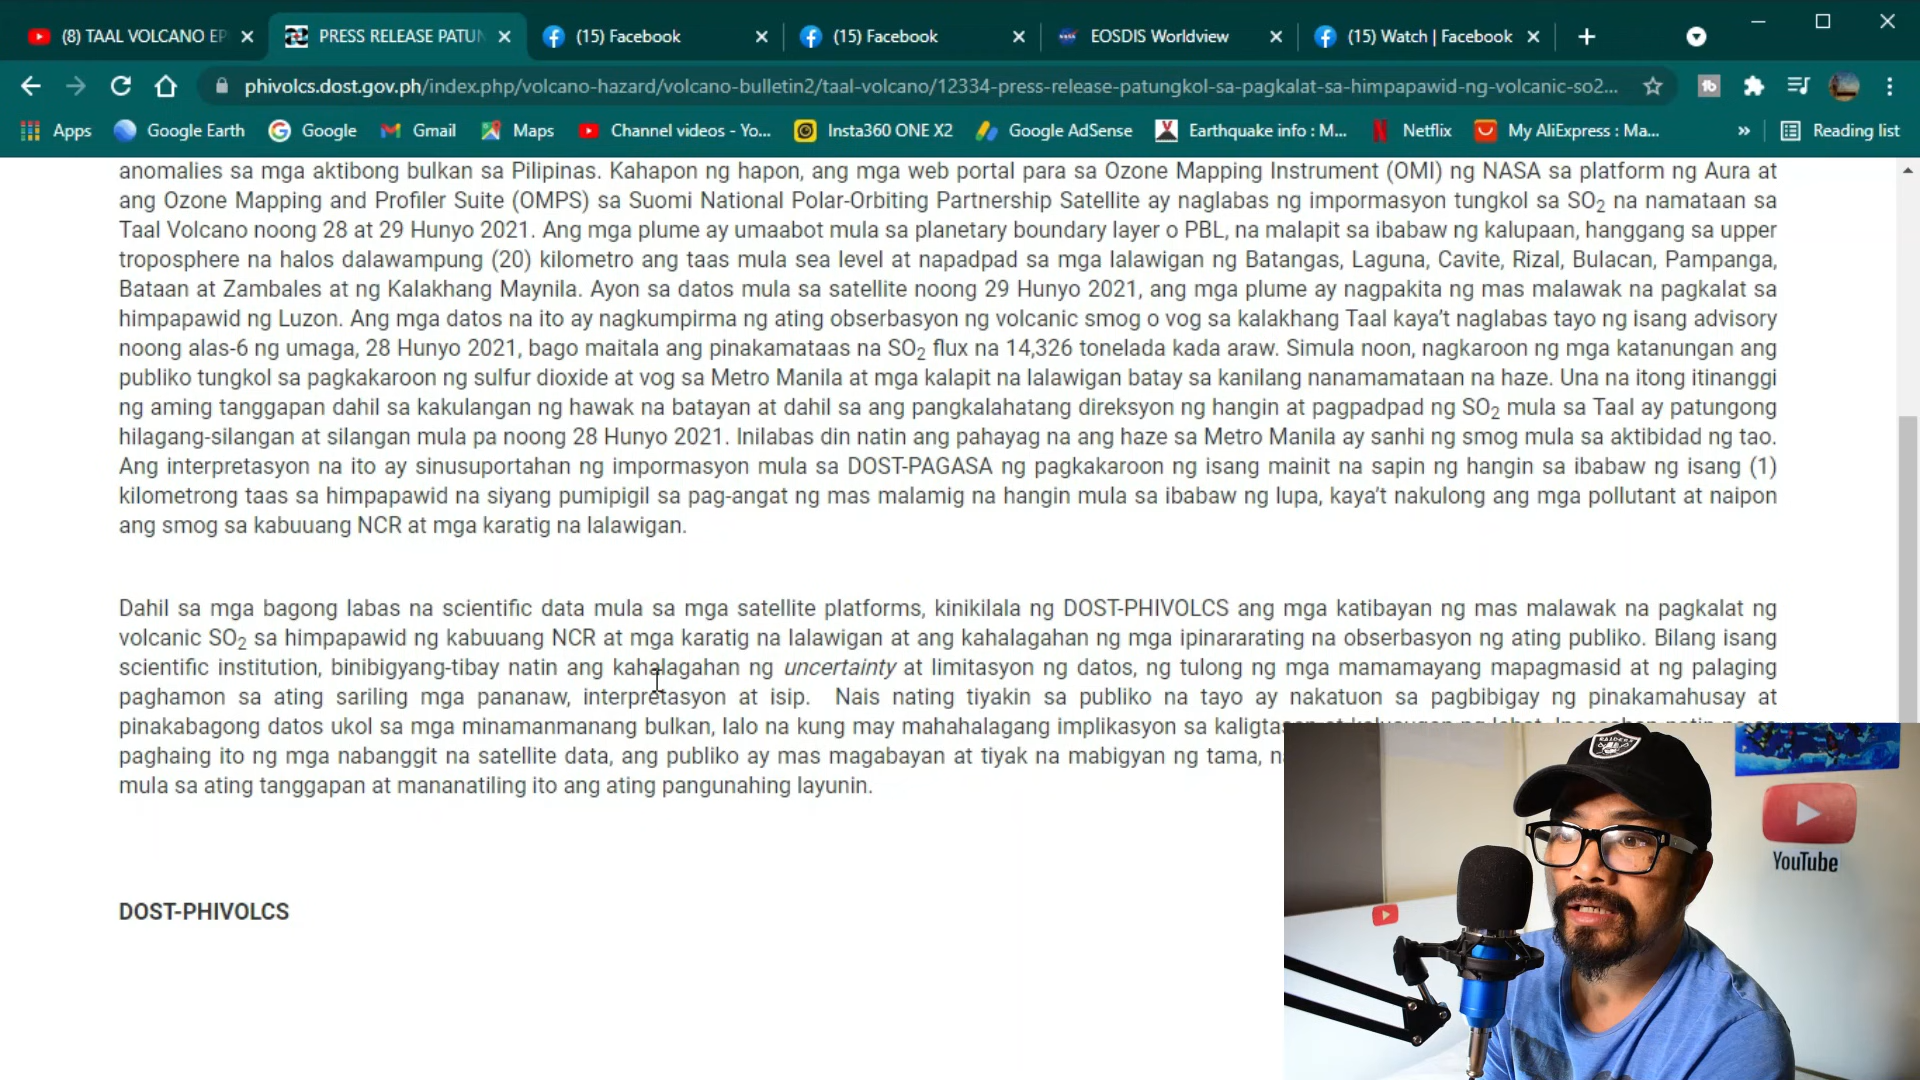 (8) TAAL VOLCANO EP
PRESS RELEASE PATUN
(15) Facebook
(15) Facebook
EOSDIS Worldview
(15) Watch | Facebook
phivolcs.dost.gov.ph/index.php/volcano-hazard/volcano-bulletin2/taal-volcano/12334-press-release-patungkol-sa-pagkalat-sa-himpapawid-ng-volcanic-so2...
Apps
Google Earth
Google
Gmail
Maps
Channel videos - Yo...
Insta360 ONE X2
Google AdSense
Earthquake info : M...
Netflix
My AliExpress : Ma...
»
Reading list
anomalies sa mga aktibong bulkan sa Pilipinas. Kahapon ng hapon, ang mga web portal para sa Ozone Mapping Instrument (OMI) ng NASA sa platform ng Aura at
ang Ozone Mapping and Profiler Suite (OMPS) sa Suomi National Polar-Orbiting Partnership Satellite ay naglabas ng impormasyon tungkol sa SO₂ na namataan sa
Taal Volcano noong 28 at 29 Hunyo 2021. Ang mga plume ay umaabot mula sa planetary boundary layer o PBL, na malapit sa ibabaw ng kalupaan, hanggang sa upper
troposphere na halos dalawampung (20) kilometro ang taas mula sea level at napadpad sa mga lalawigan ng Batangas, Laguna, Cavite, Rizal, Bulacan, Pampanga,
Bataan at Zambales at ng Kalakhang Maynila. Ayon sa datos mula sa satellite noong 29 Hunyo 2021, ang mga plume ay nagpakita ng mas malawak na pagkalat sa
himpapawid ng Luzon. Ang mga datos na ito ay nagkumpirma ng ating obserbasyon ng volcanic smog o vog sa kalakhang Taal kaya't naglabas tayo ng isang advisory
noong alas-6 ng umaga, 28 Hunyo 2021, bago maitala ang pinakamataas na SO₂ flux na 14,326 tonelada kada araw. Simula noon, nagkaroon ng mga katanungan ang
publiko tungkol sa pagkakaroon ng sulfur dioxide at vog sa Metro Manila at mga kalapit na lalawigan batay sa kanilang nanamamataan na haze. Una na itong itinanggi
ng aming tanggapan dahil sa kakulangan ng hawak na batayan at dahil sa ang pangkalahatang direksyon ng hangin at pagpadpad ng SO₂ mula sa Taal ay patungong
hilagang-silangan at silangan mula pa noong 28 Hunyo 2021. Inilabas din natin ang pahayag na ang haze sa Metro Manila ay sanhi ng smog mula sa aktibidad ng tao.
Ang interpretasyon na ito ay sinusuportahan ng impormasyon mula sa DOST-PAGASA ng pagkakaroon ng isang mainit na sapin ng hangin sa ibabaw ng isang (1)
kilometrong taas sa himpapawid na siyang pumipigil sa pag-angat ng mas malamig na hangin mula sa ibabaw ng lupa, kaya't nakulong ang mga pollutant at naipon
ang smog sa kabuuang NCR at mga karatig na lalawigan.
Dahil sa mga bagong labas na scientific data mula sa mga satellite platforms, kinikilala ng DOST-PHIVOLCS ang mga katibayan ng mas malawak na pagkalat ng
volcanic SO₂ sa himpapawid ng kabuuang NCR at mga karatig na lalawigan at ang kahalagahan ng mga ipinararating na obserbasyon ng ating publiko. Bilang isang
scientific institution, binibigyang-tibay natin ang kahalagahan ng uncertainty at limitasyon ng datos, ng tulong ng mga mamamayang mapagmasid at ng palaging
paghamon sa ating sariling mga pananaw, interpretasyon at isip. Nais nating tiyakin sa publiko na tayo ay nakatuon sa pagbibigay ng pinakamahusay at
pinakabagong datos ukol sa mga minamanmanang bulkan, lalo na kung may mahahalagang implikasyon sa
paghaing ito ng mga nabanggit na satellite data, ang publiko ay mas magabayan at tiyak na mabigyan ng tama,
mula sa ating tanggapan at mananatiling ito ang ating pangunahing layunin.
DOST-PHIVOLCS
RAIDERS
YouTube